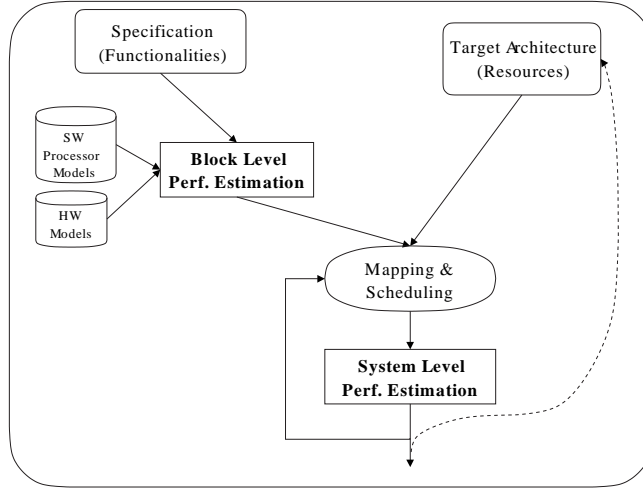 Specification
(Functionalities)
Target Architecture
(Resources)
SW
Processor
Models
Block Level
Perf. Estimation
HW
Models
Mapping &
Scheduling
System Level
Perf. Estimation